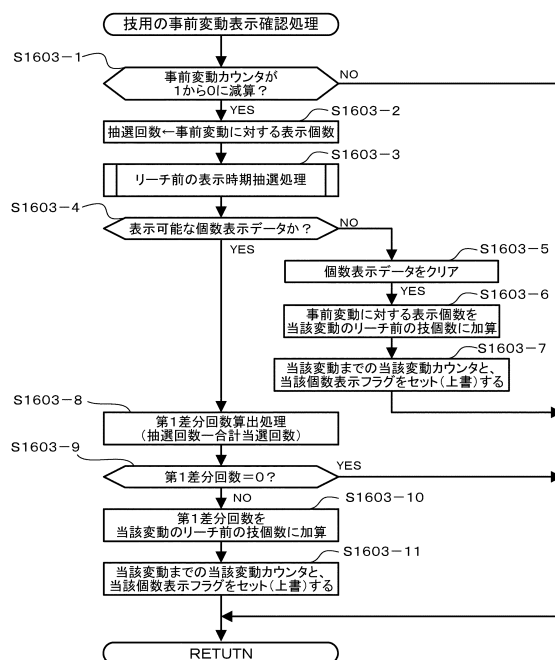 技用の事前変動表示確認処理
S1603-1
事前変動カウンタが
1から0に減算？
NO
YES
S1603-2
抽選回数←事前変動に対する表示個数
S1603-3
リーチ前の表示時期抽選処理
S1603-4
表示可能な個数表示データか？
NO
YES
S1603-5
個数表示データをクリア
YES
S1603-6
事前変動に対する表示個数を
当該変動のリーチ前の技個数に加算
S1603-7
当該変動までの当該変動カウンタと、
当該個数表示フラグをセット(上書)する
S1603-8
第1差分回数算出処理
(抽選回数ー合計当選回数)
S1603-9
第1差分回数＝0？
YES
NO
S1603-10
第1差分回数を
当該変動のリーチ前の技個数に加算
S1603-11
当該変動までの当該変動カウンタと、
当該個数表示フラグをセット(上書)する
RETUTN